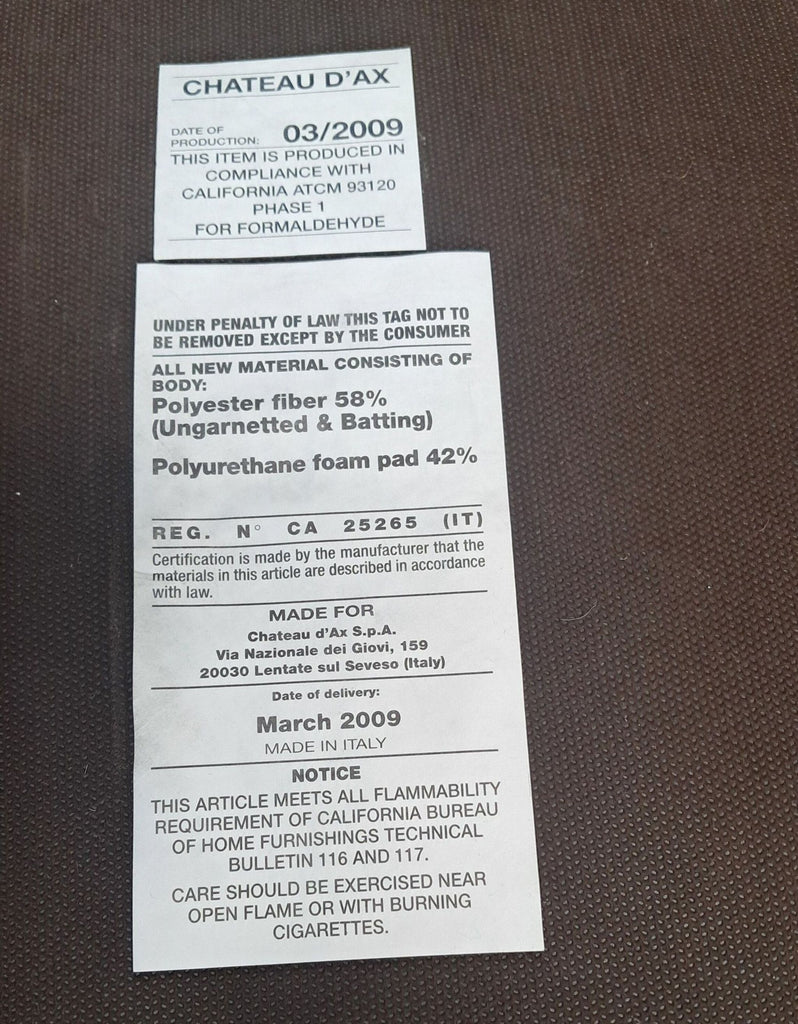 CHATEAU D'AX
DATE OF
PRODUCTION: 03/2009
THIS ITEM IS PRODUCED IN
COMPLIANCE WITH
CALIFORNIA ATCM 93120
PHASE 1
FOR FORMALDEHYDE
UNDER PENALTY OF LAW THIS TAG NOT TO
BE REMOVED EXCEPT BY THE CONSUMER
ALL NEW MATERIAL CONSISTING OF
BODY:
Polyester fiber 58%
(Ungarnetted & Batting)
Polyurethane foam pad 42%
REG. N° CA 25265 (IT)
Certification is made by the manufacturer that the
materials in this article are described in accordance
with law.
MADE FOR
Chateau d'Ax S.p.A.
Via Nazionale dei Giovi, 159
20030 Lentate sul Seveso (Italy)
Date of delivery:
March 2009
MADE IN ITALY
NOTICE
THIS ARTICLE MEETS ALL FLAMMABILITY
REQUIREMENT OF CALIFORNIA BUREAU
OF HOME FURNISHINGS TECHNICAL
BULLETIN 116 AND 117.
CARE SHOULD BE EXERCISED NEAR
OPEN FLAME OR WITH BURNING
CIGARETTES.